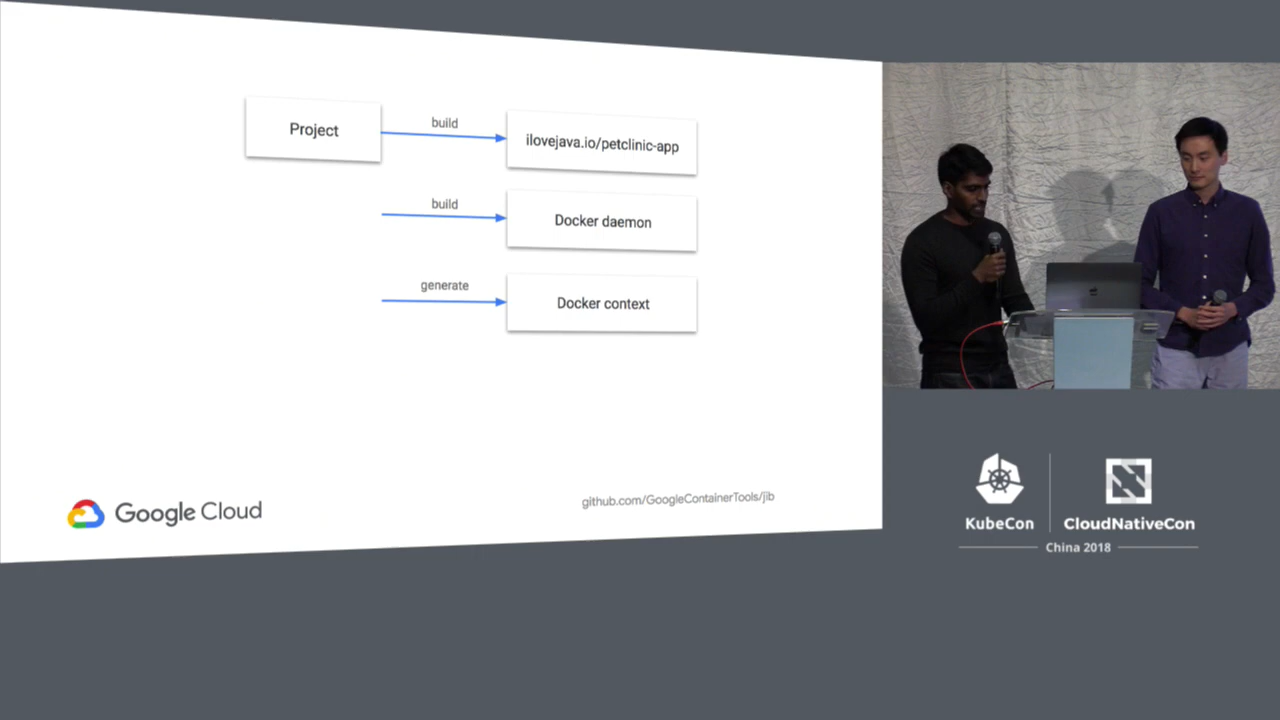 Project
build
ilovejava.io/petclinic-app
build
Docker daemon
generate
Docker context
Google Cloud
github.com/GoogleContainerTools/jib
KubeCon
CloudNativeCon
China 2018